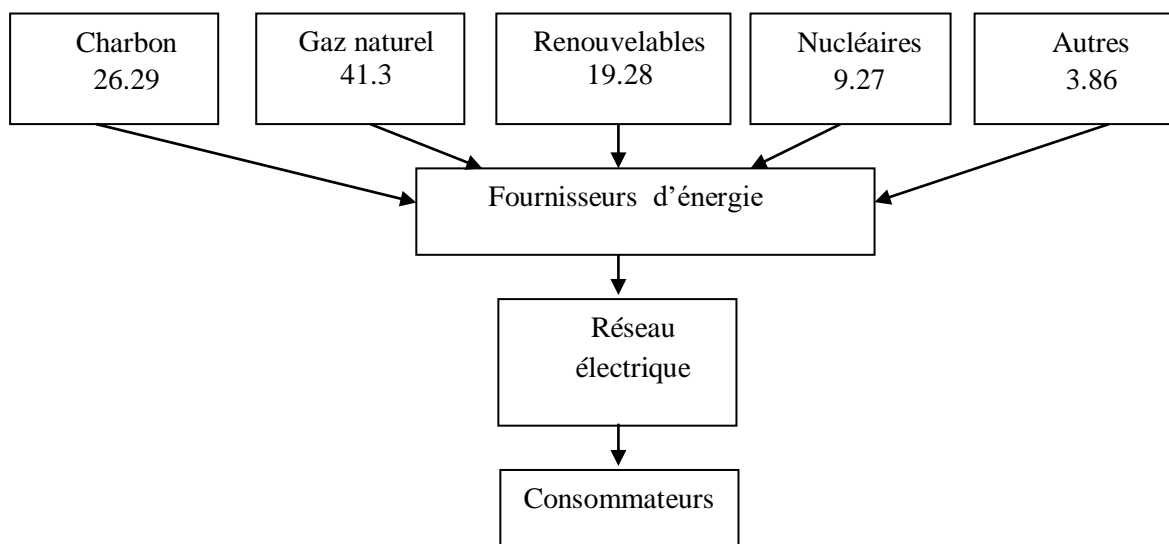 Charbon
26.29
Gaz naturel
41.3
Renouvelables
19.28
Nucléaires
9.27
Autres
3.86
Fournisseurs d’énergie
Réseau
électrique
Consommateurs